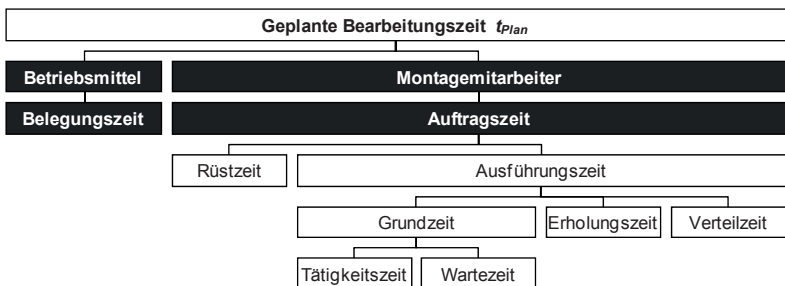 Geplante Bearbeitungszeit tPlan
Betriebsmittel Montagemitarbeiter
Belegungszeit Auftragszeit
Rüstzeit Ausführungszeit
Grundzeit Erholungszeit Verteilzeit
Tätigkeitszeit Wartezeit